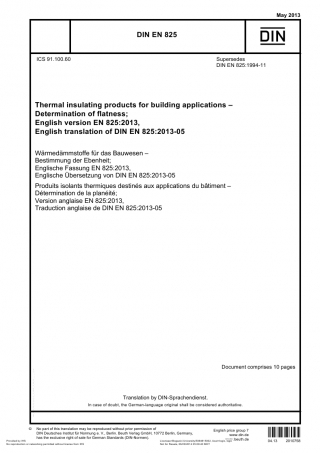 May 2013
DIN EN 825
DIN
ICS 91.100.60
Supersedes
DIN EN 825:1994-11
Thermal insulating products for building applications –
Determination of flatness;
English version EN 825:2013,
English translation of DIN EN 825:2013-05
Wärmedämmstoffe für das Bauwesen –
Bestimmung der Ebenheit;
Englische Fassung EN 825:2013,
Englische Übersetzung von DIN EN 825:2013-05
Produits isolants thermiques destinés aux applications du bâtiment –
Détermination de la planéité;
Version anglaise EN 825:2013,
Traduction anglaise de DIN EN 825:2013-05
Document comprises 10 pages
Translation by DIN-Sprachendienst.
In case of doubt, the German-language original shall be considered authoritative.
© No part of this translation may be reproduced without prior permission of
DIN Deutsches Institut für Normung e. V., Berlin. Beuth Verlag GmbH, 10772 Berlin, Germany,
has the exclusive right of sale for German Standards (DIN-Normen).
English price group 7
www.din.de
www.beuth.de
04.13